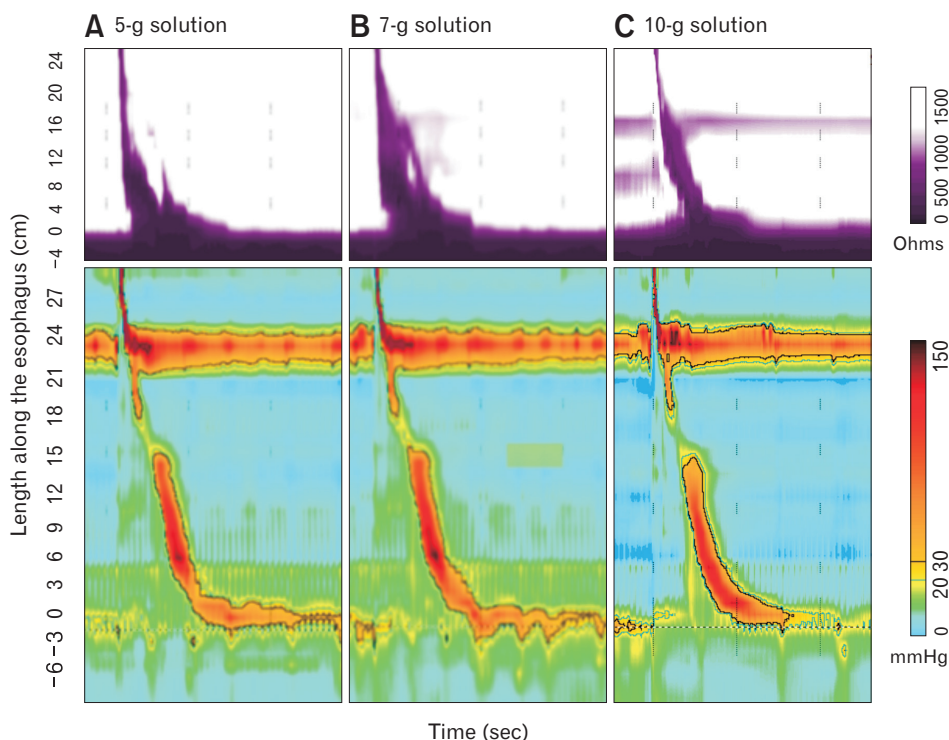 A 5-g solution
B 7-g solution
C 10-g solution
Length along the esophagus (cm)
24
20
16
12
8
4
0
−4
27
24
21
18
15
12
9
6
3
0
−3
−6
0 5500 1000 1500
Ohms
0 20 30 150
mmHg
Time (sec)